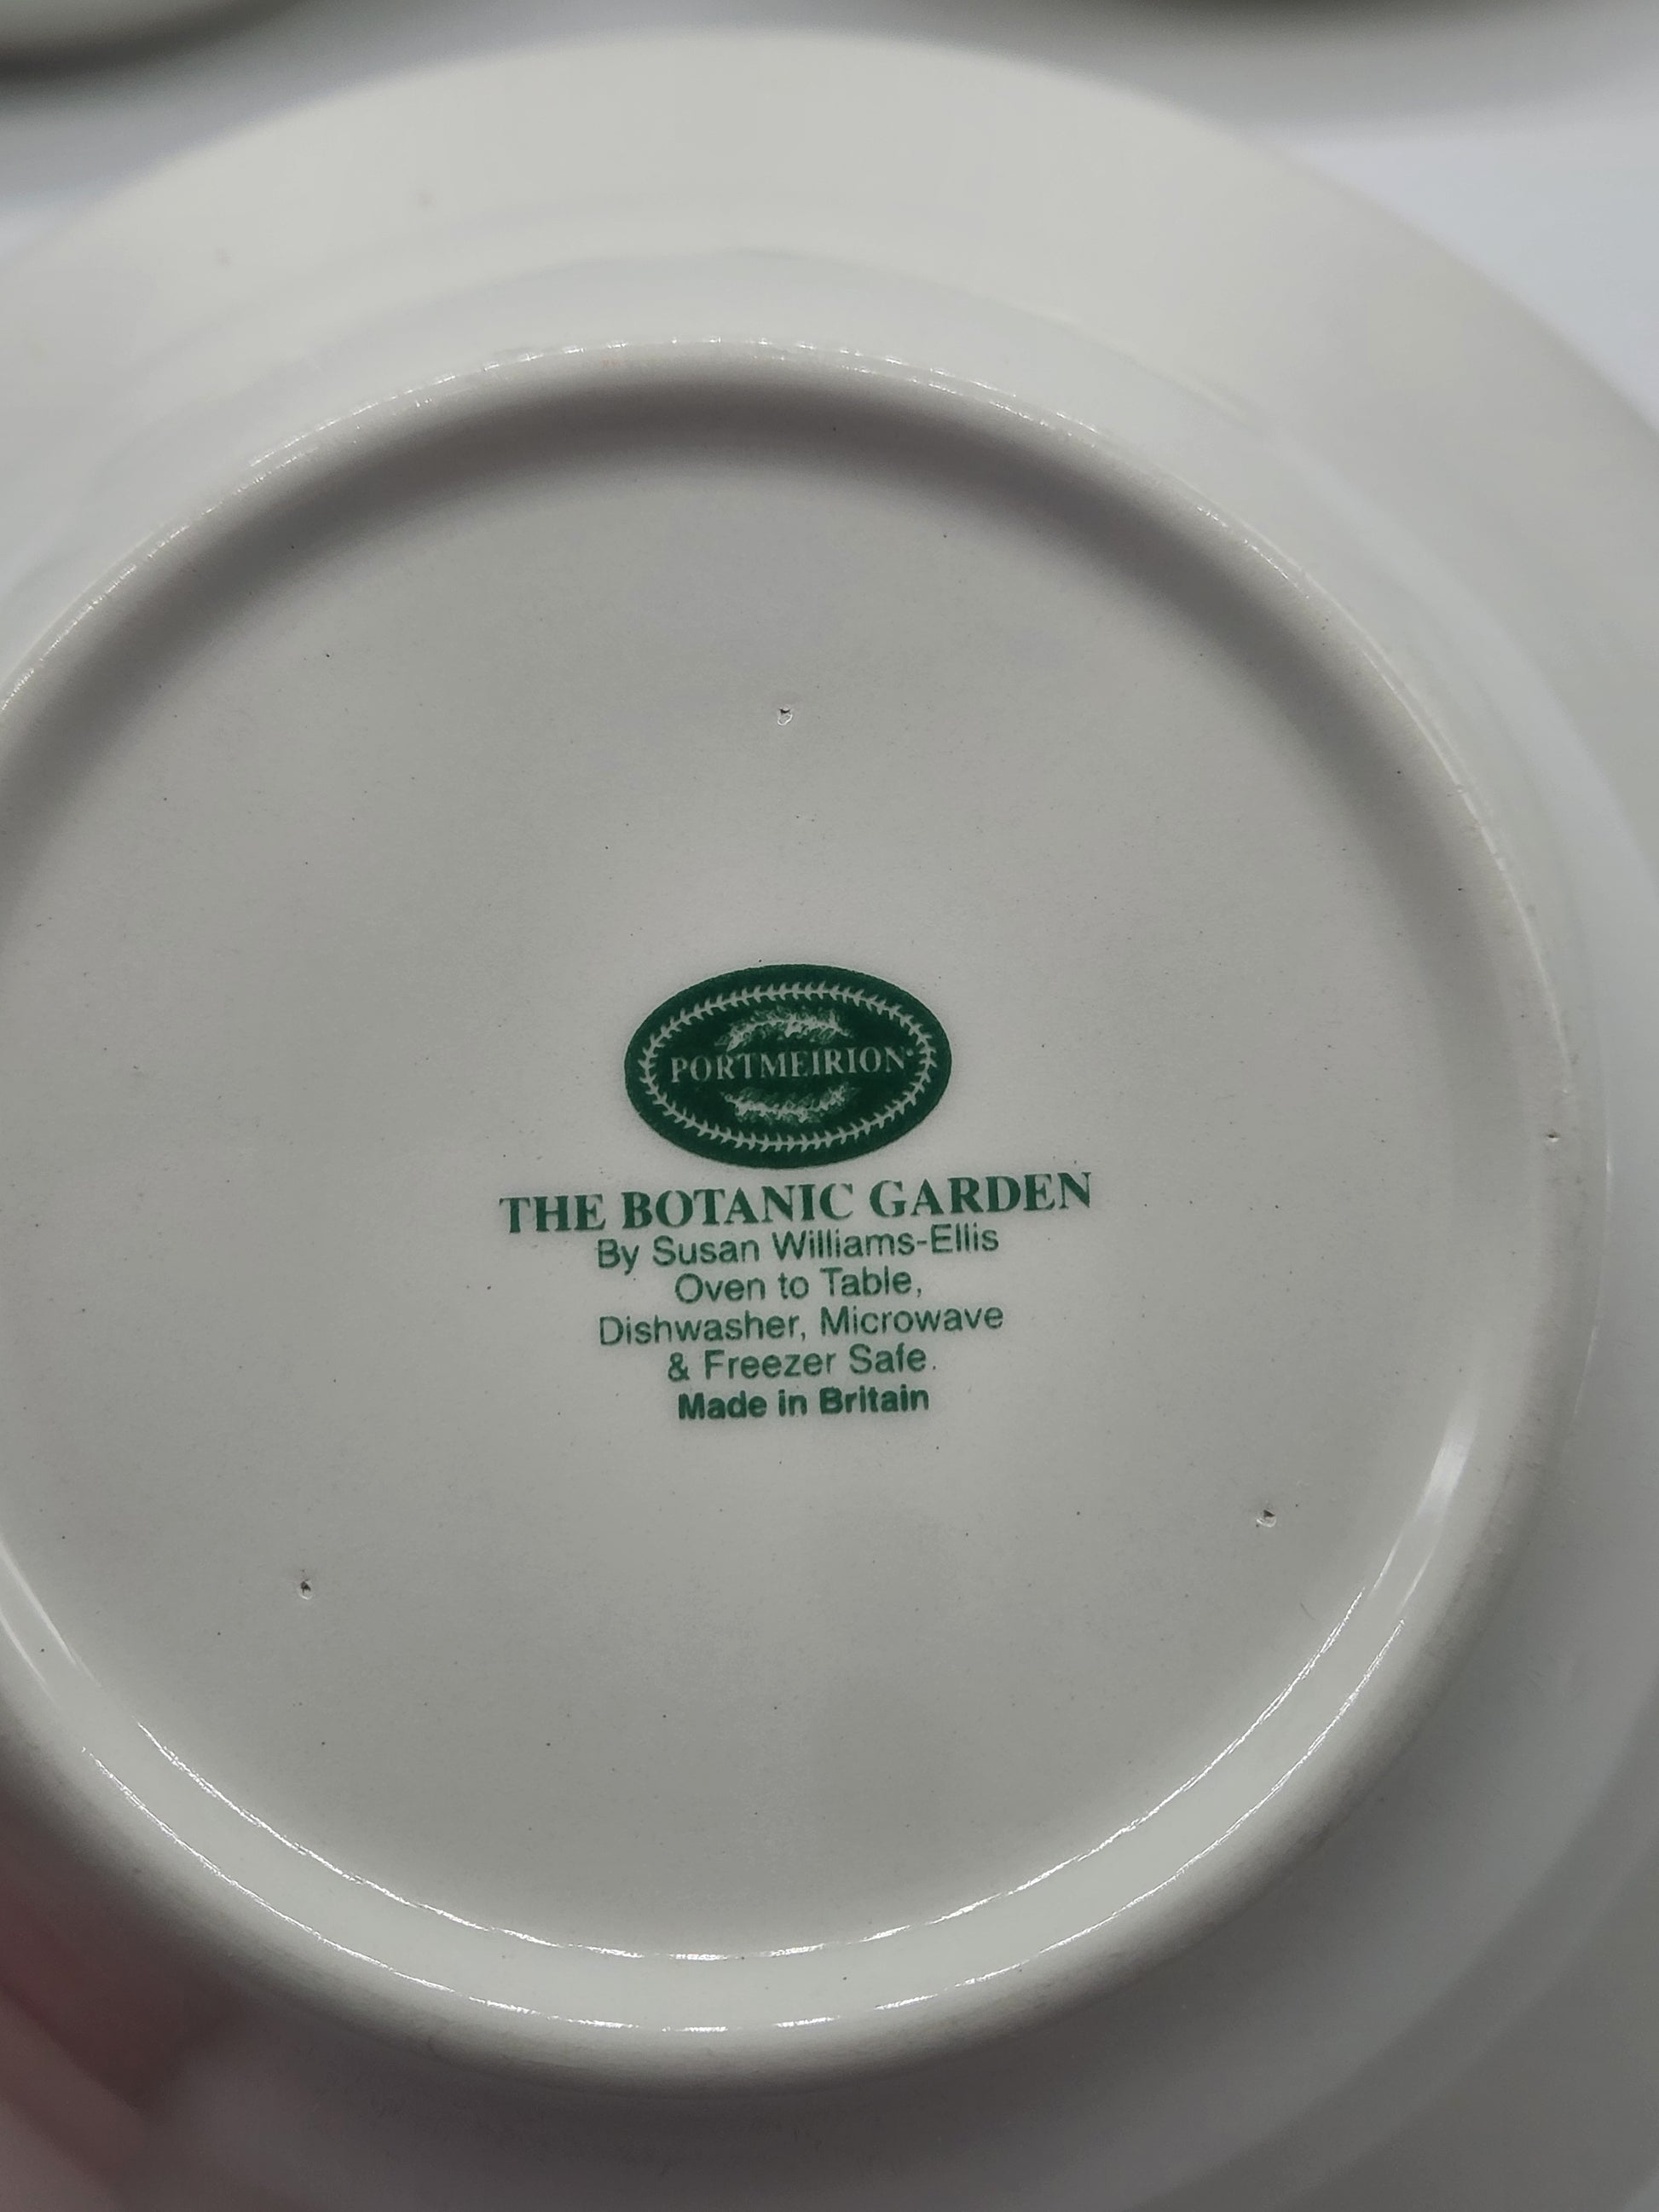 PORTMEIRION®
THE BOTANIC GARDEN
By Susan Williams-Ellis
Oven to Table,
Dishwasher, Microwave
& Freezer Safe.
Made in Britain